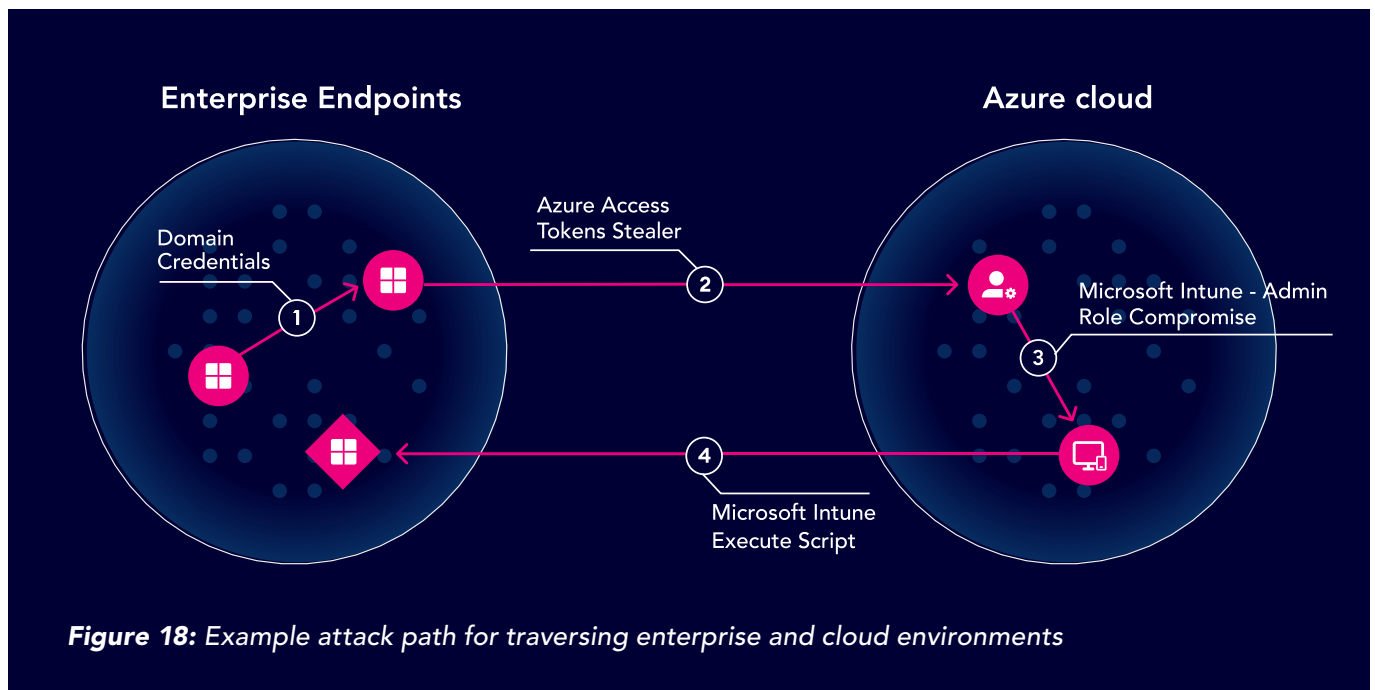 Enterprise Endpoints
Azure cloud
Azure Access
Tokens Stealer
Domain
Credentials
2
Microsoft Intune - Admin
Role Compromise
1
3
4
Microsoft Intune
Execute Script
Figure 18: Example attack path for traversing enterprise and cloud environments